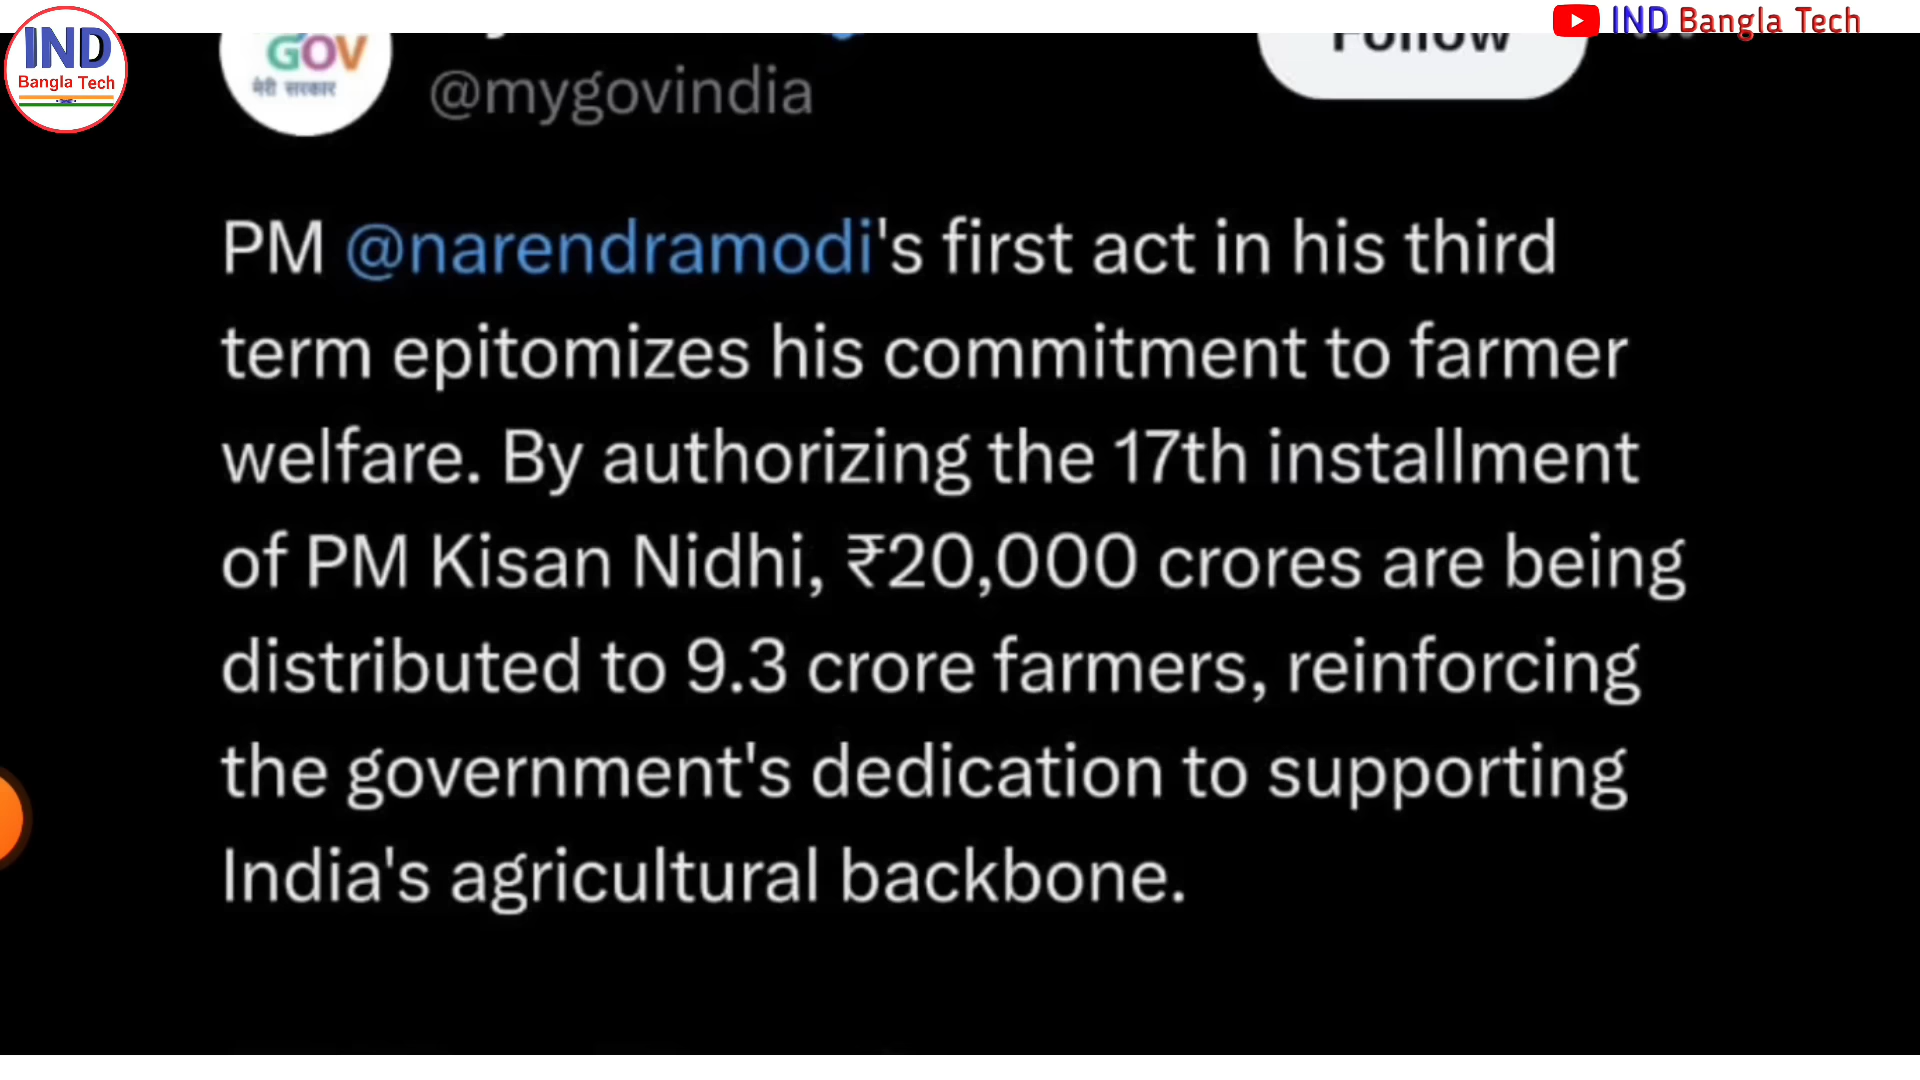 IND Bangla Tech
IND
Bangla Tech
GOV
मेरी सरकार
@mygovindia
Follow
PM @narendramodi's first act in his third
term epitomizes his commitment to farmer
welfare. By authorizing the 17th installment
of PM Kisan Nidhi, ₹20,000 crores are being
distributed to 9.3 crore farmers, reinforcing
the government's dedication to supporting
India's agricultural backbone.